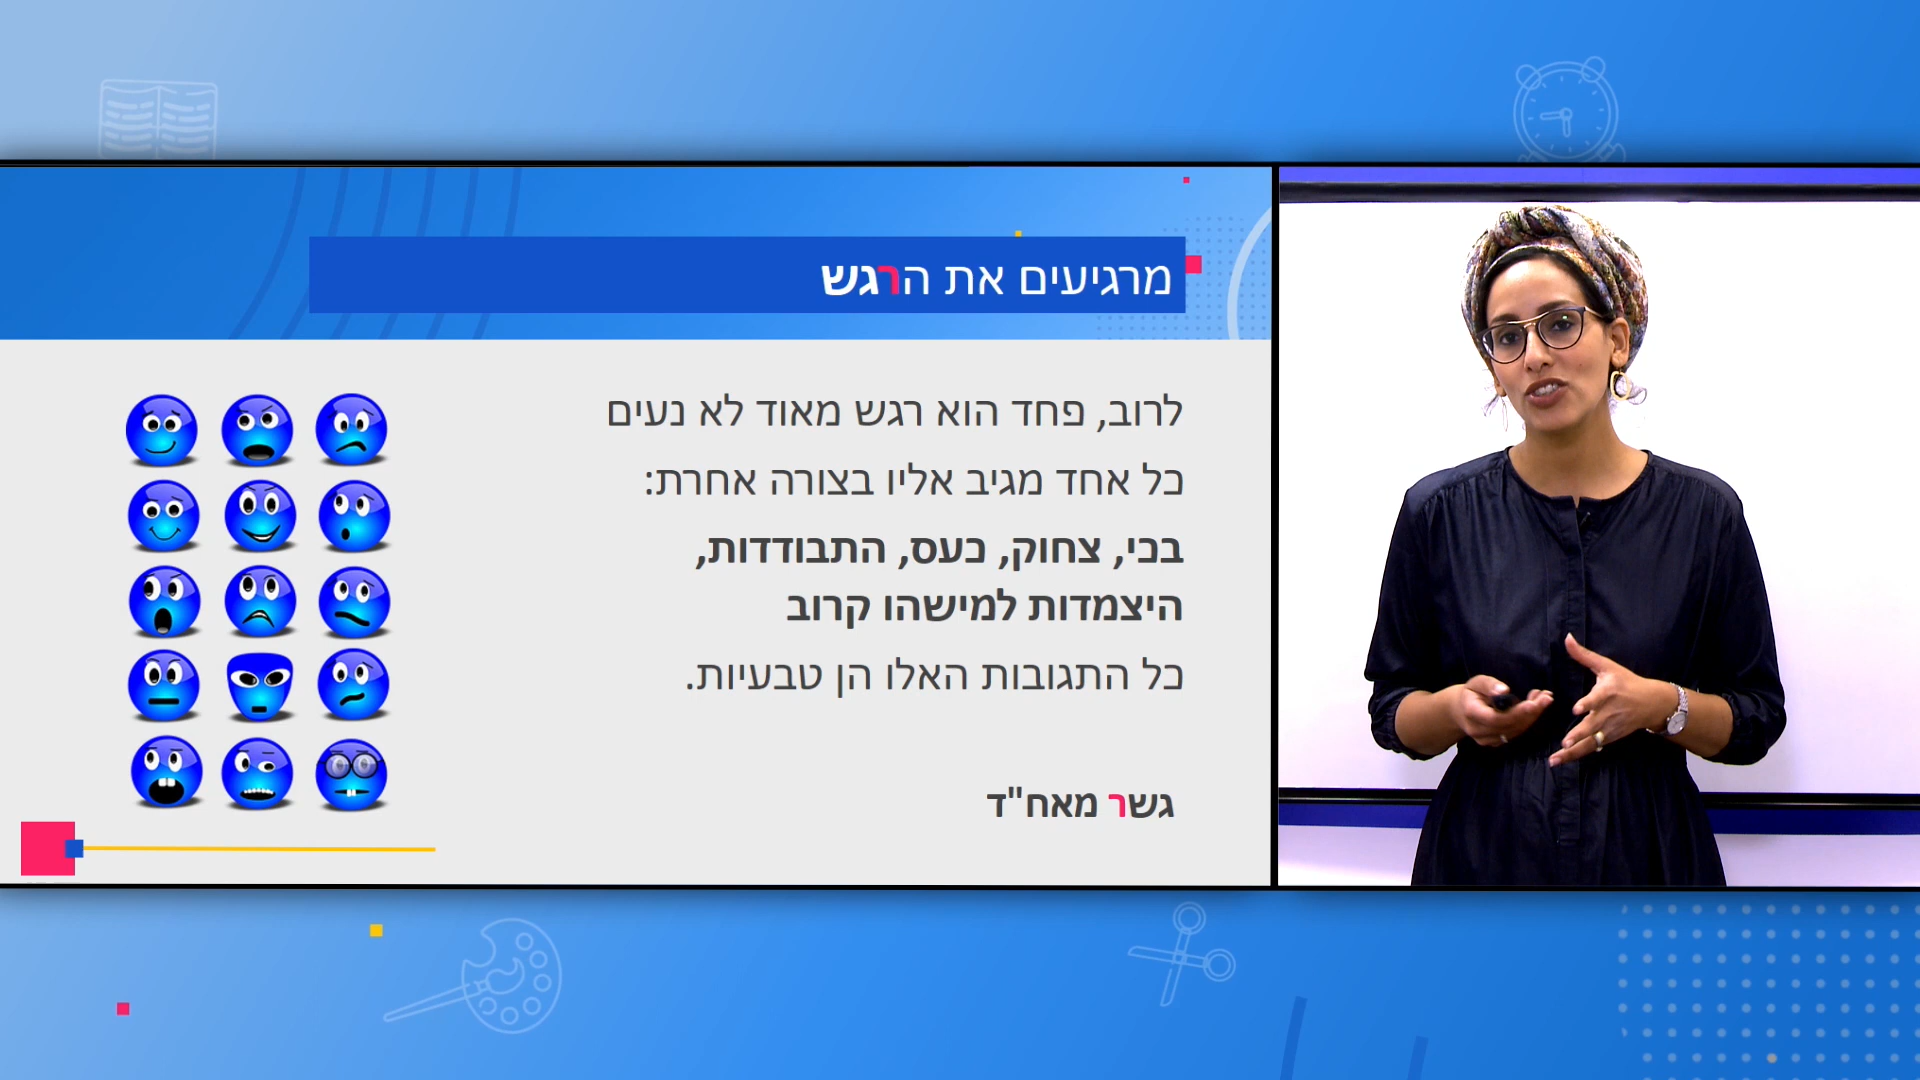 מרגיעים את הרגש
לרוב, פחד הוא רגש מאוד לא נעים
כל אחד מגיב אליו בצורה אחרת:
בכי, צחוק, כעס, התבודדות,
היצמדות למישהו קרוב
כל התגובות האלו הן טבעיות.
גשר מאח"ד